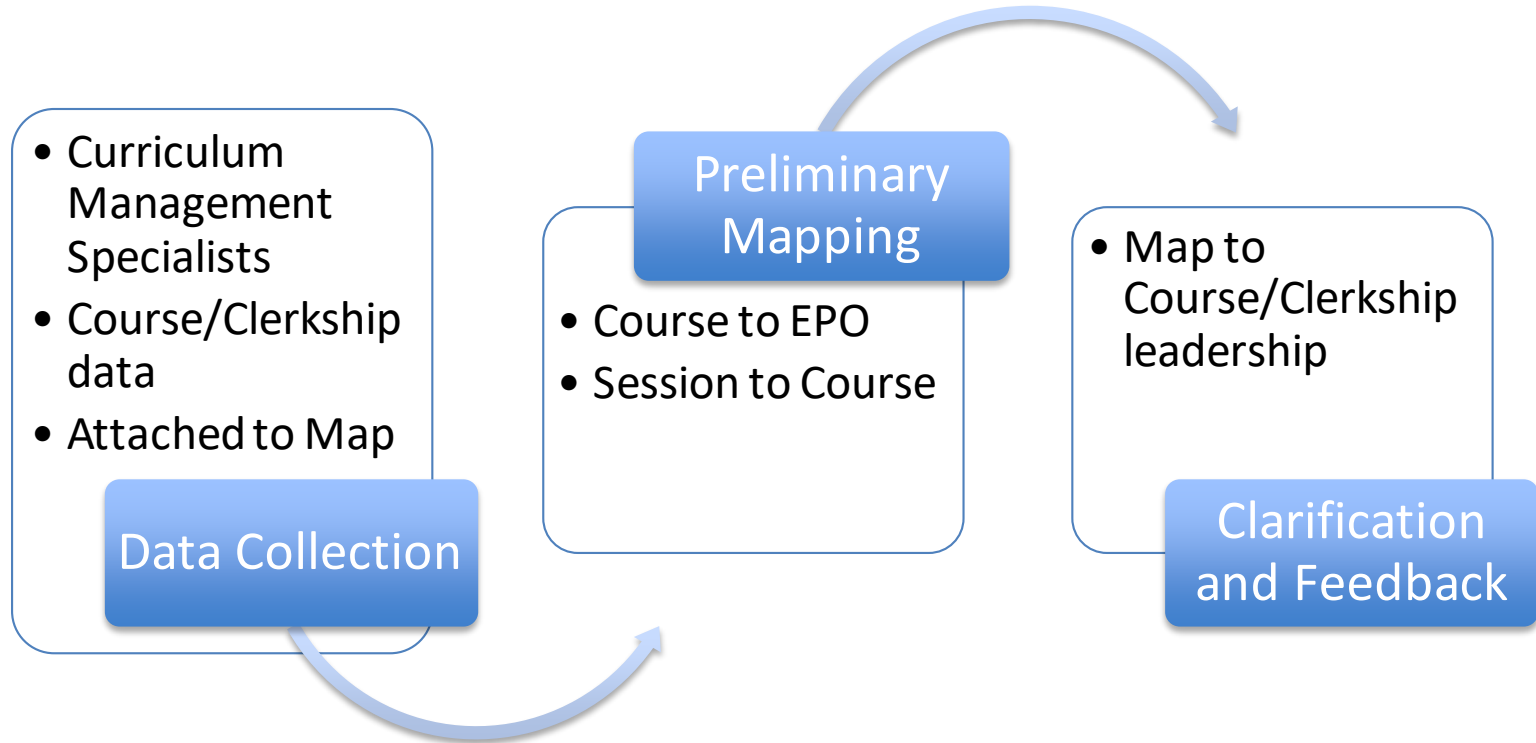 • Curriculum
Management
Specialists
• Course/Clerkship
data
• Attached to Map
Data Collection
Preliminary
Mapping
• Course to EPO
• Session to Course
• Map to
Course/Clerkship
leadership
Clarification
and Feedback